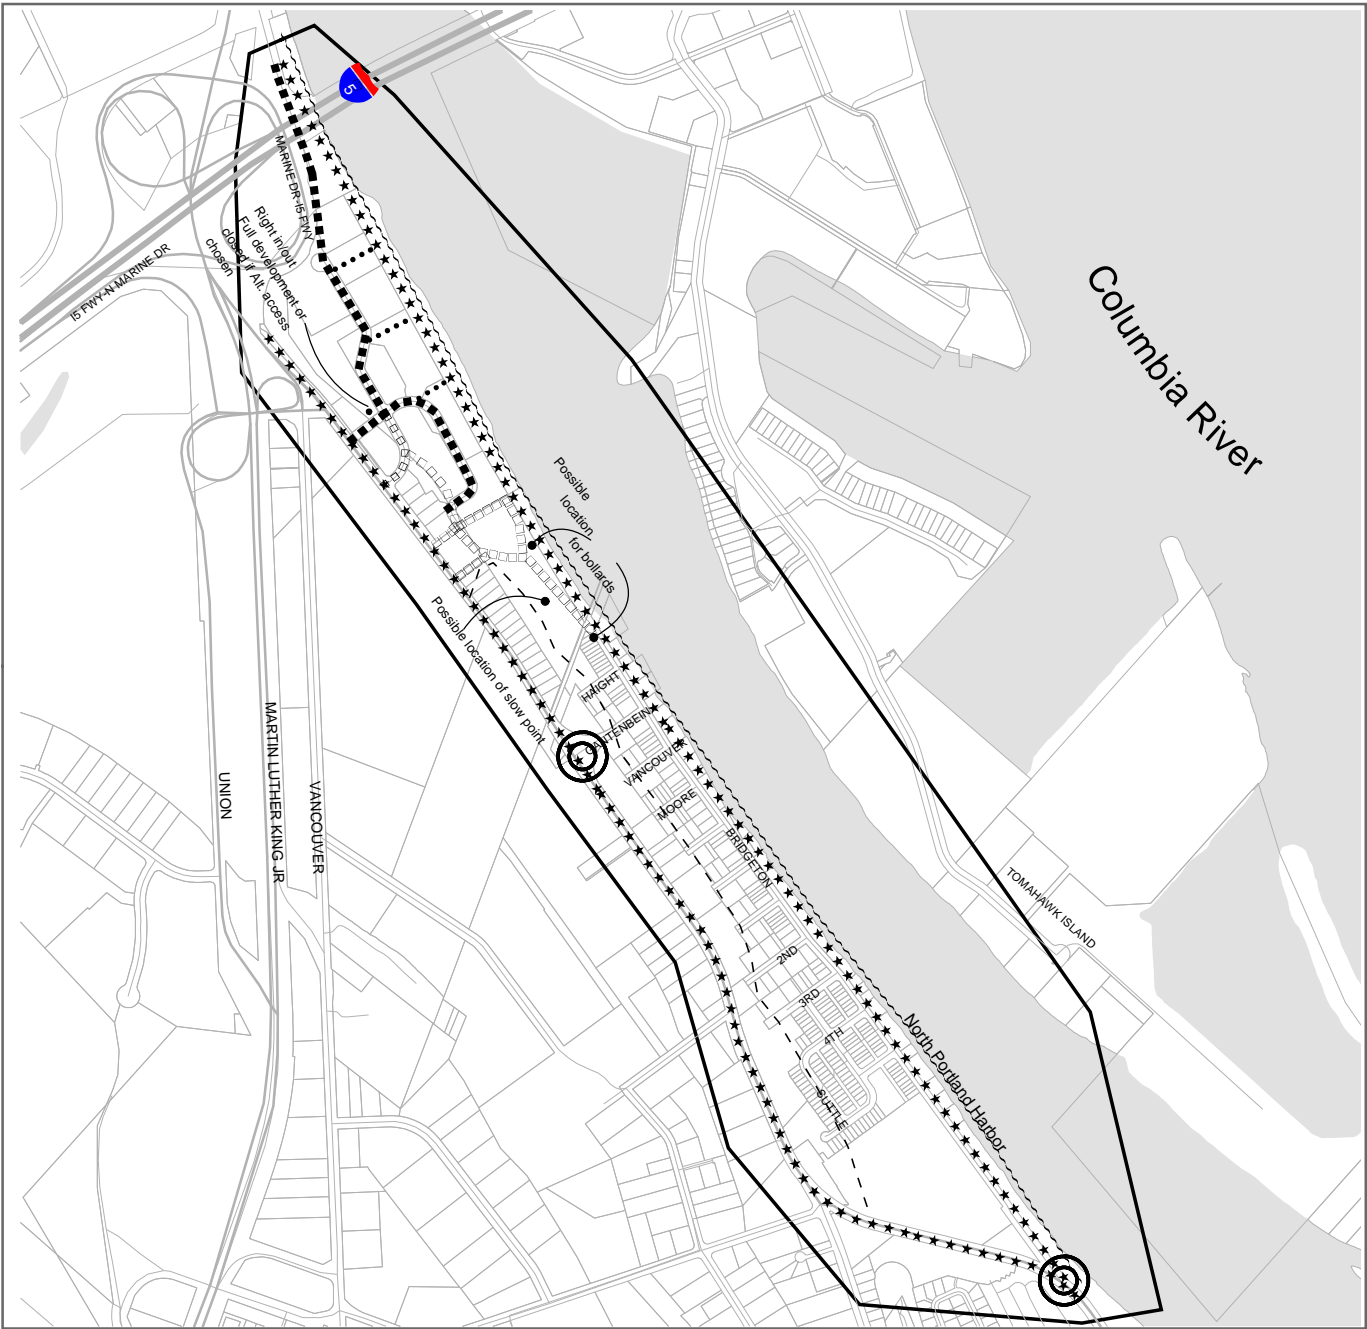 5
MARINE DR-I5 FWY
I5 FWY-N MARINE DR
Right in/out
Full development or
closed if Alt. access
chosen
Columbia River
Possible
location
for bollards
Possible location of slow point
HAIGHT
GANTENBEIN
VANCOUVER
MOORE
BRIDGETON
UNION
MARTIN LUTHER KING JR
VANCOUVER
TOMAHAWK ISLAND
2ND
3RD
4TH
SUTTLE
North Portland Harbor